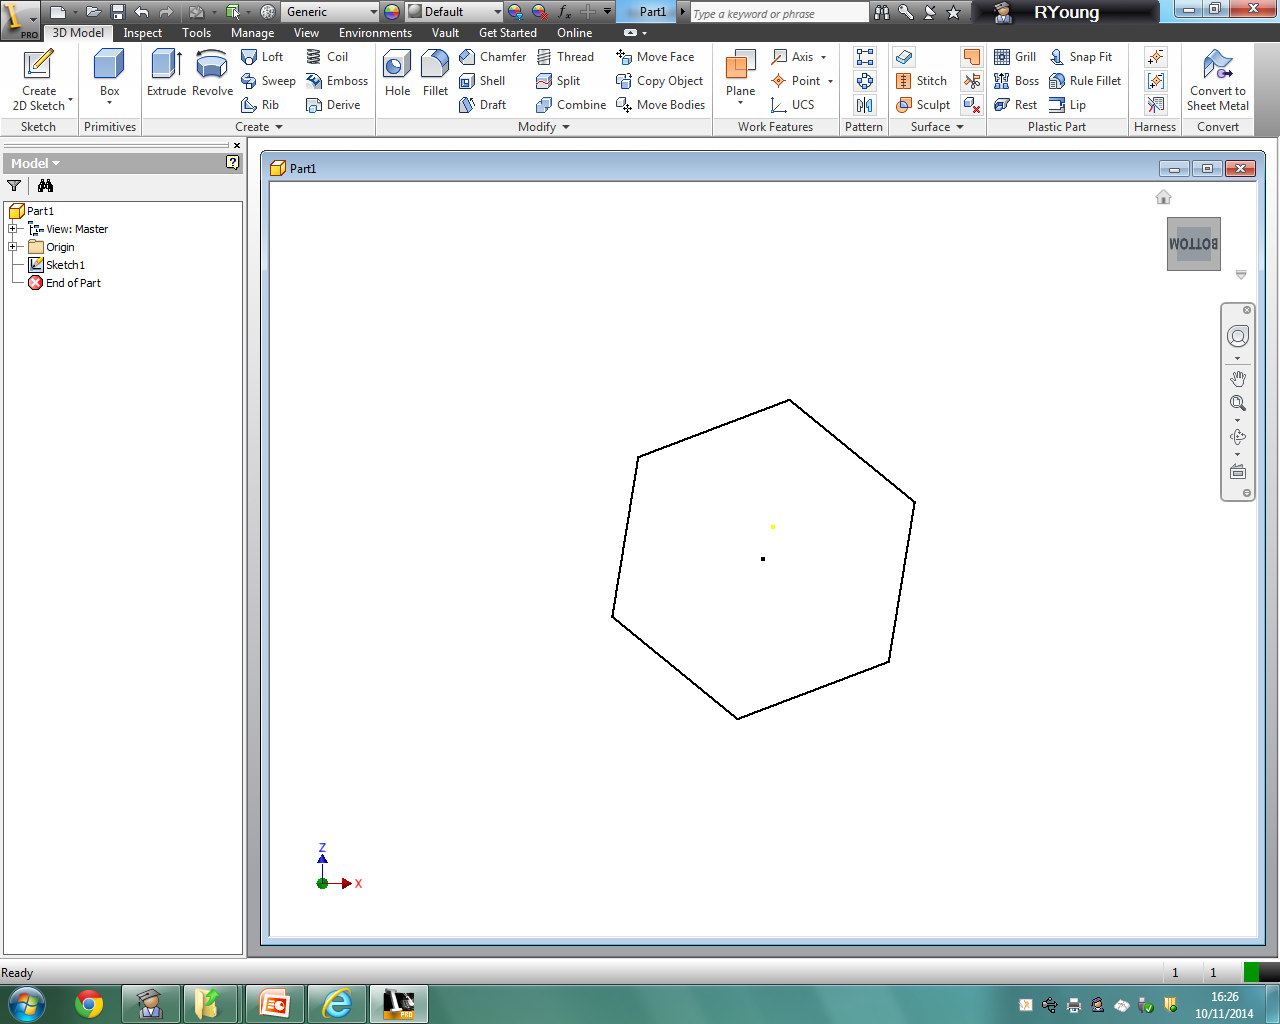 Generic Default fx Part1 Type a keyword or phrase RYoung
PRO 3D Model Inspect Tools Manage View Environments Vault Get Started Online
Loft Coil Chamfer Thread Move Face Axis Grill Snap Fit
Create 2D Sketch Box Extrude Revolve Sweep Emboss Hole Fillet Shell Split Copy Object Plane Point Stitch Boss Rule Fillet Convert to Sheet Metal
Rib Derive Draft Combine Move Bodies UCS Sculpt Rest Lip
Sketch Primitives Create Modify Work Features Pattern Surface Plastic Part Harness Convert
Model
Part1
View: Master
Origin
Sketch1
End of Part
Part1
BOTTOM
Z
X
Ready 1 1
PRO
16:26
10/11/2014